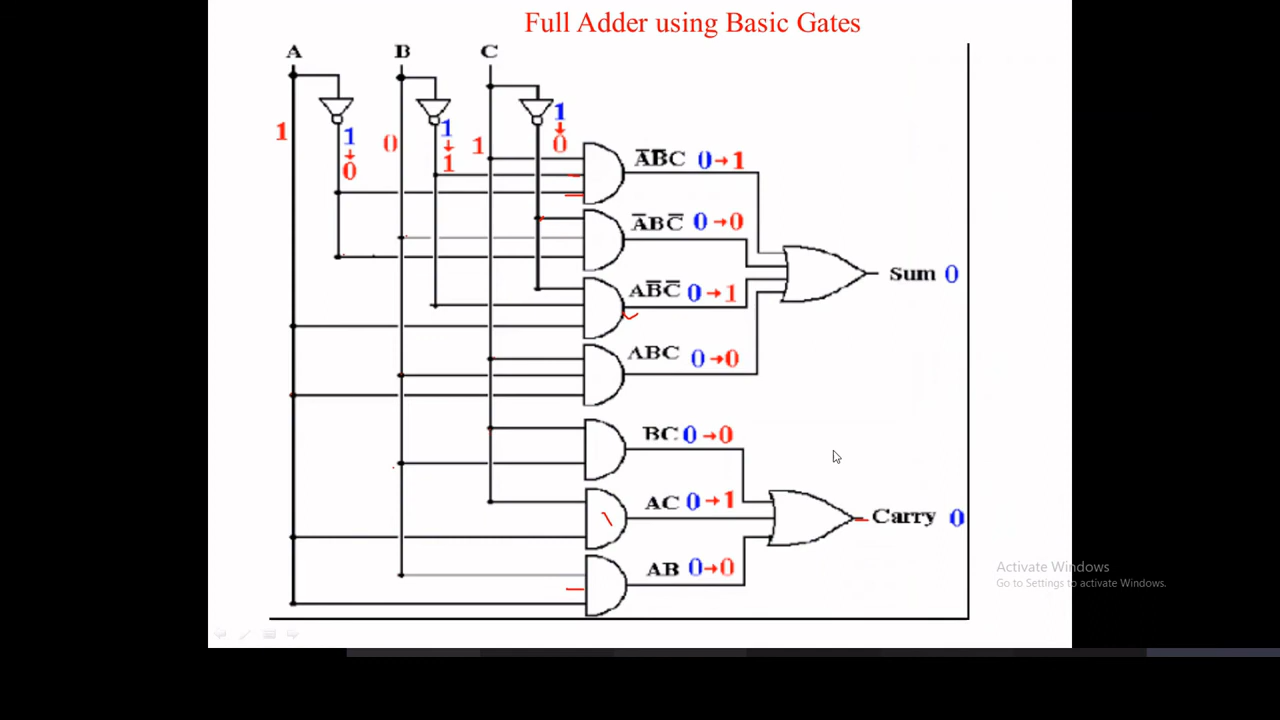 Full Adder using Basic Gates
A B C
1 1→0 0 1→1 1 1→0
A̅B̅C 0→1
A̅BC̅ 0→0
Sum 0
AB̅C̅ 0→1
ABC 0→0
BC 0→0
AC 0→1
Carry 0
AB 0→0
Activate Windows
Go to Settings to activate Windows.